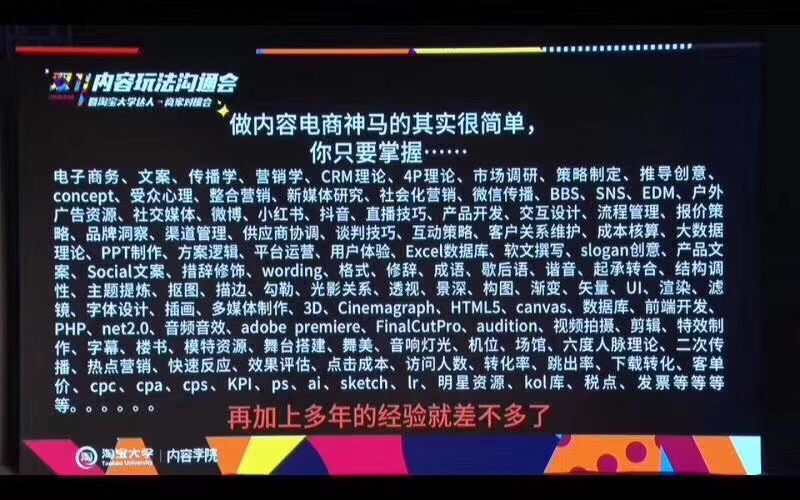 双11 内容玩法沟通会
暨淘宝大学达人·商家对接会
做内容电商神马的其实很简单，
你只要掌握……
电子商务、文案、传播学、营销学、CRM理论、4P理论、市场调研、策略制定、推导创意、
concept、受众心理、整合营销、新媒体研究、社会化营销、微信传播、BBS、SNS、EDM、户外
广告资源、社交媒体、微博、小红书、抖音、直播技巧、产品开发、交互设计、流程管理、报价策
略、品牌洞察、渠道管理、供应商协调、谈判技巧、互动策略、客户关系维护、成本核算、大数据
理论、PPT制作、方案逻辑、平台运营、用户体验、Excel数据库、软文撰写、slogan创意、产品文
案、Social文案、措辞修饰、wording、格式、修辞、成语、歇后语、谐音、起承转合、结构调
性、主题提炼、抠图、描边、勾勒、光影关系、透视、景深、构图、渐变、矢量、UI、渲染、滤
镜、字体设计、插画、多媒体制作、3D、Cinemagraph、HTML5、canvas、数据库、前端开发、
PHP、net2.0、音频音效、adobe premiere、FinalCutPro、audition、视频拍摄、剪辑、特效制
作、字幕、楼书、模特资源、舞台搭建、舞美、音响灯光、机位、场馆、六度人脉理论、二次传
播、热点营销、快速反应、效果评估、点击成本、访问人数、转化率、跳出率、下载转化、客单
价、cpc、cpa、cps、KPI、ps、ai、sketch、lr、明星资源、kol库、税点、发票等等等
等。。。。。。
再加上多年的经验就差不多了
淘宝大学 Taobao University | 内容学院